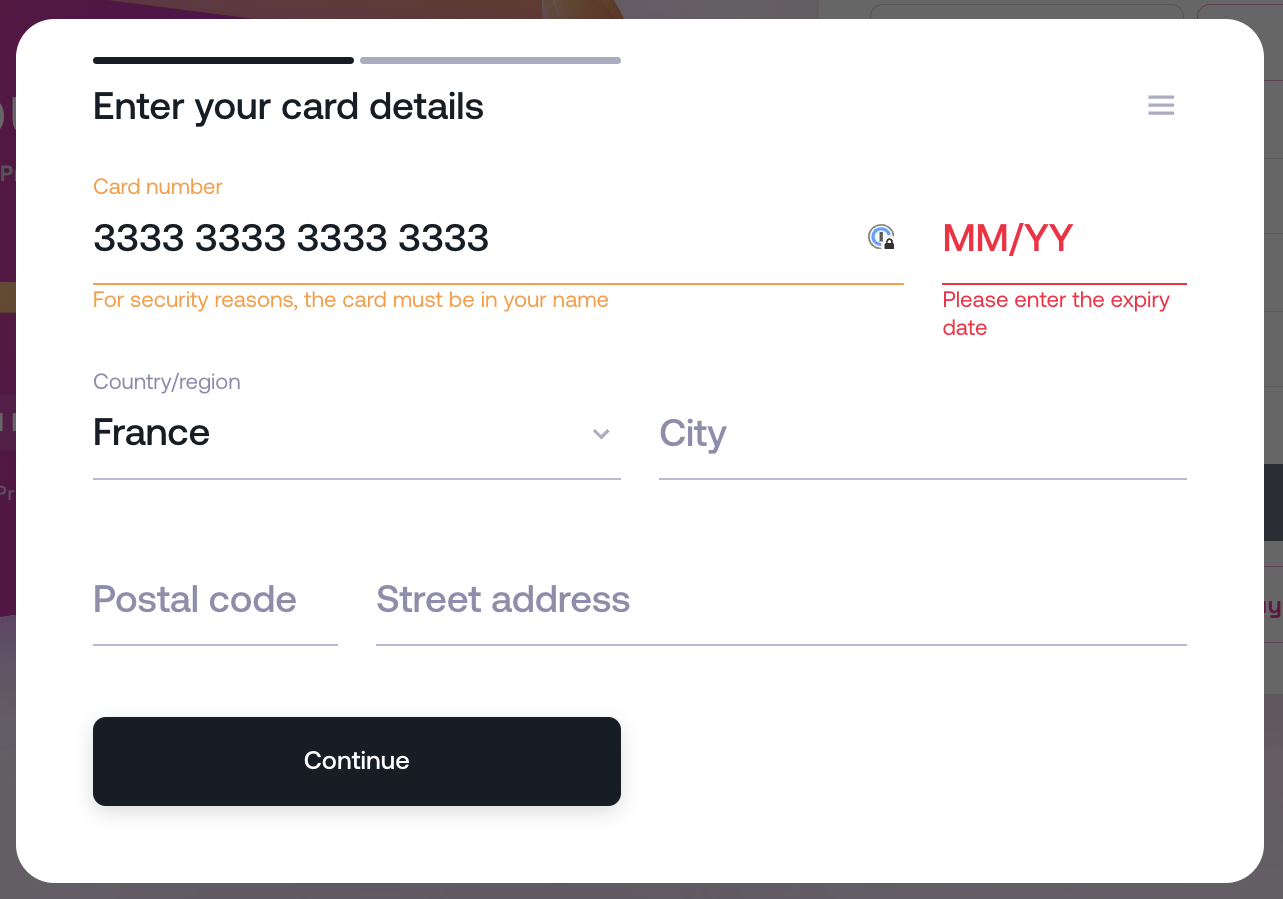 Enter your card details
Card number
3333 3333 3333 3333
MM/YY
For security reasons, the card must be in your name
Please enter the expiry
date
Country/region
France
City
Postal code
Street address
Continue